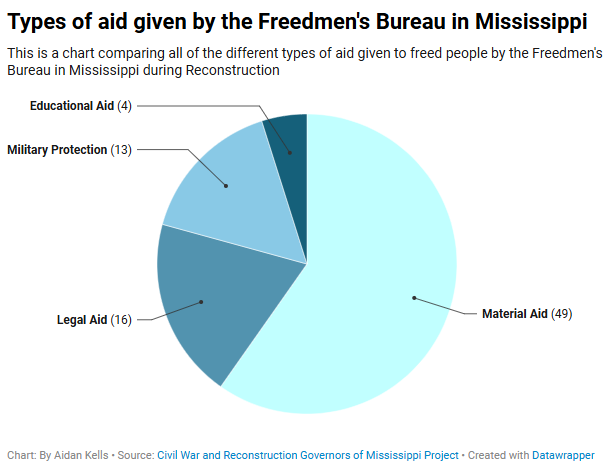 Types of aid given by the Freedmen's Bureau in Mississippi
This is a chart comparing all of the different types of aid given to freed people by the Freedmen's
Bureau in Mississippi during Reconstruction
Educational Aid (4)
Military Protection (13)
Legal Aid (16)
Material Aid (49)
Chart: By Aidan Kells • Source: Civil War and Reconstruction Governors of Mississippi Project • Created with Datawrapper